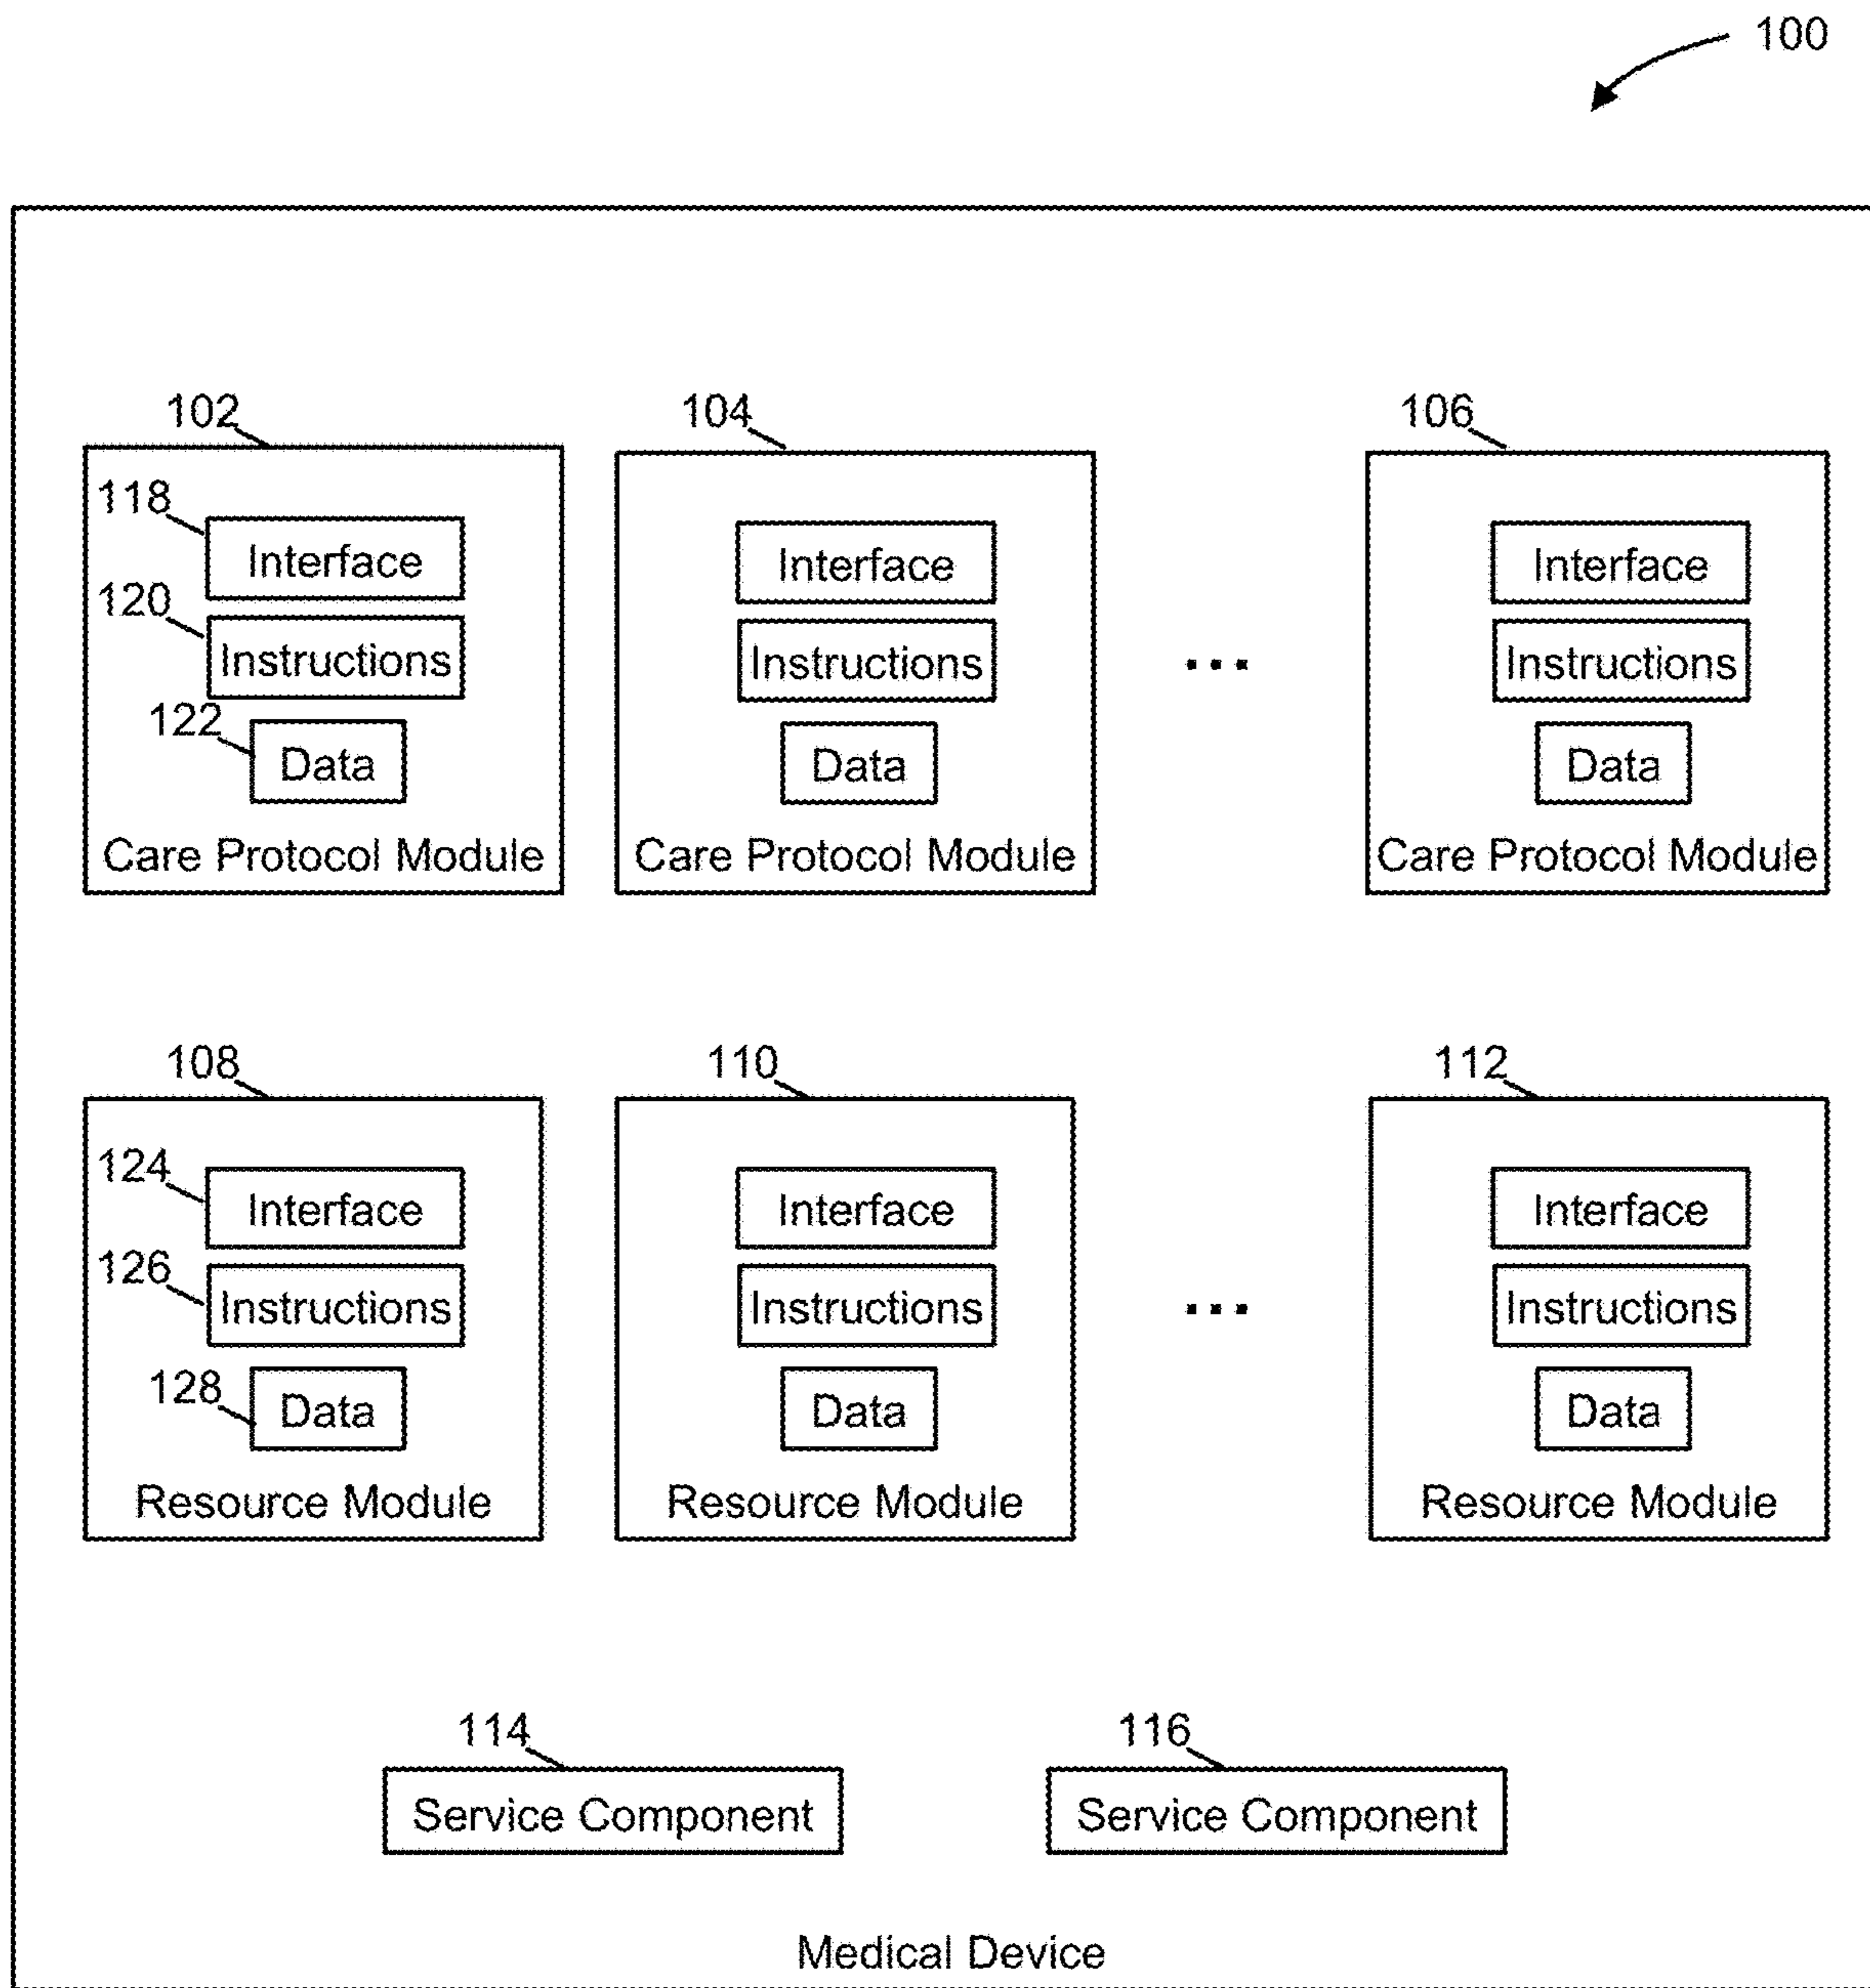 100
102 104 106
118
Interface Interface Interface
120
Instructions Instructions ... Instructions
122
Data Data Data
Care Protocol Module Care Protocol Module Care Protocol Module
108 110 112
124
Interface Interface Interface
126
Instructions Instructions ... Instructions
128
Data Data Data
Resource Module Resource Module Resource Module
114 116
Service Component Service Component
Medical Device